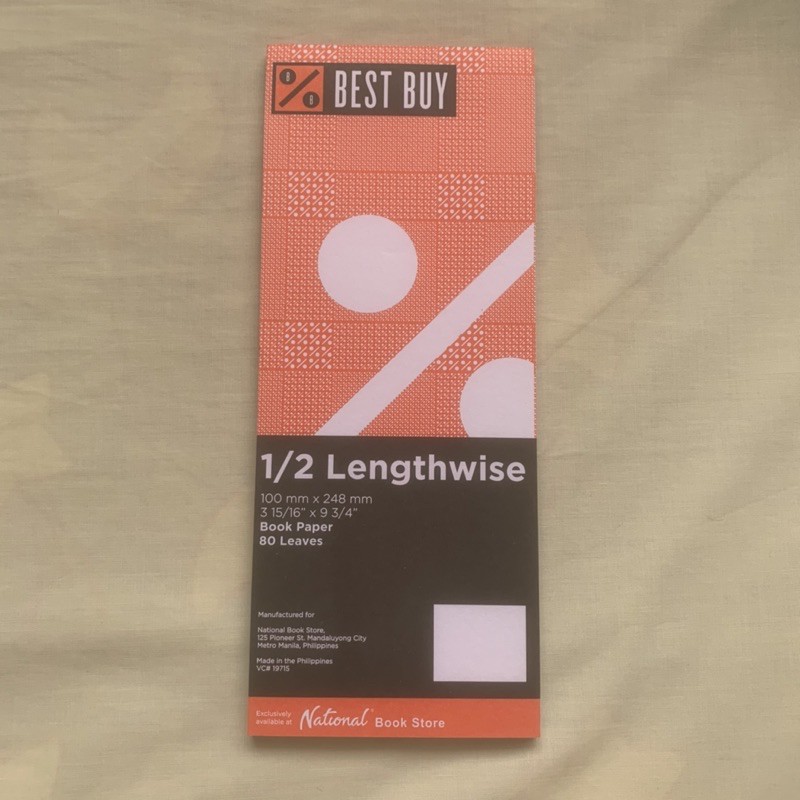 BEST BUY
1/2 Lengthwise
100 mm x 248 mm
3 15/16" x 9 3/4"
Book Paper
80 Leaves
Manufactured for
National Book Store,
125 Pioneer St. Mandaluyong City
Metro Manila, Philippines
Made in the Philippines
VC# 19715
Exclusively
available at
National Book Store